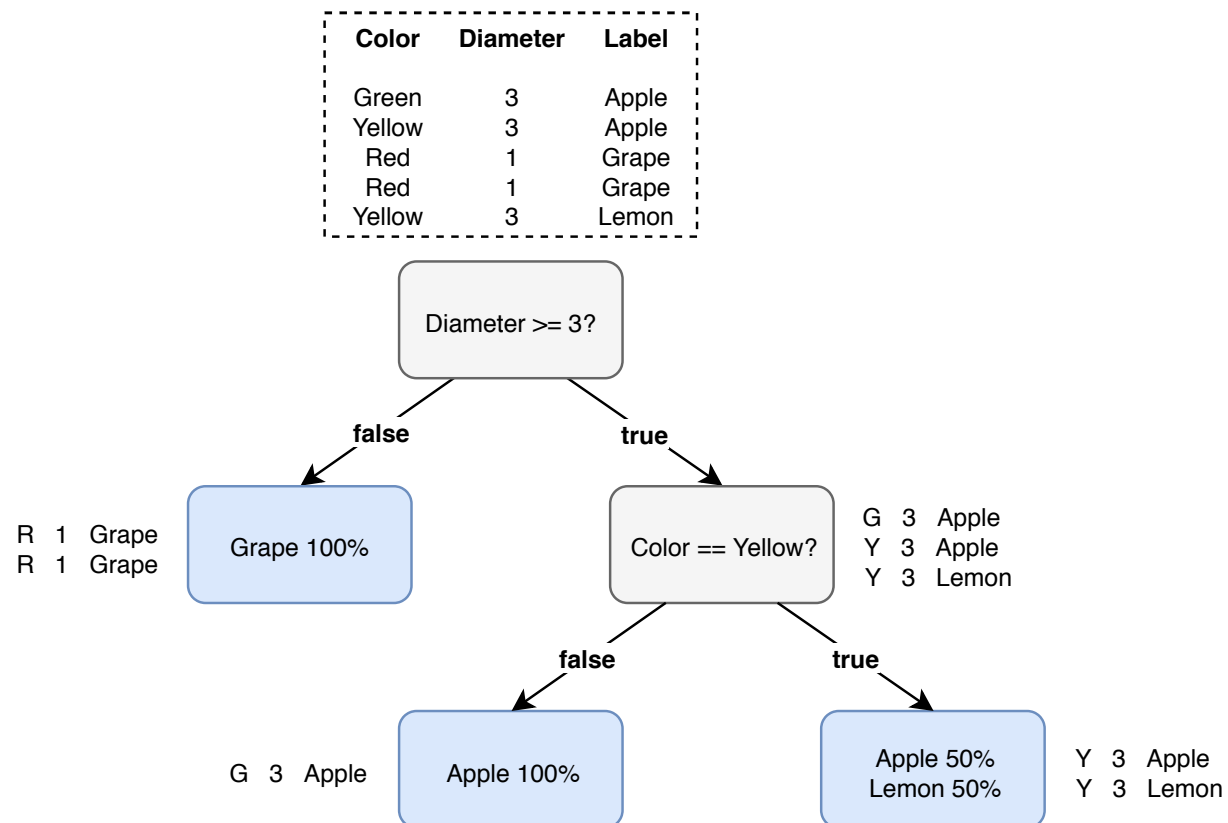 Color Diameter Label
Green 3 Apple
Yellow 3 Apple
Red 1 Grape
Red 1 Grape
Yellow 3 Lemon
Diameter >= 3?
false
true
R 1 Grape
R 1 Grape
Grape 100%
Color == Yellow?
G 3 Apple
Y 3 Apple
Y 3 Lemon
false
true
G 3 Apple
Apple 100%
Apple 50%
Lemon 50%
Y 3 Apple
Y 3 Lemon